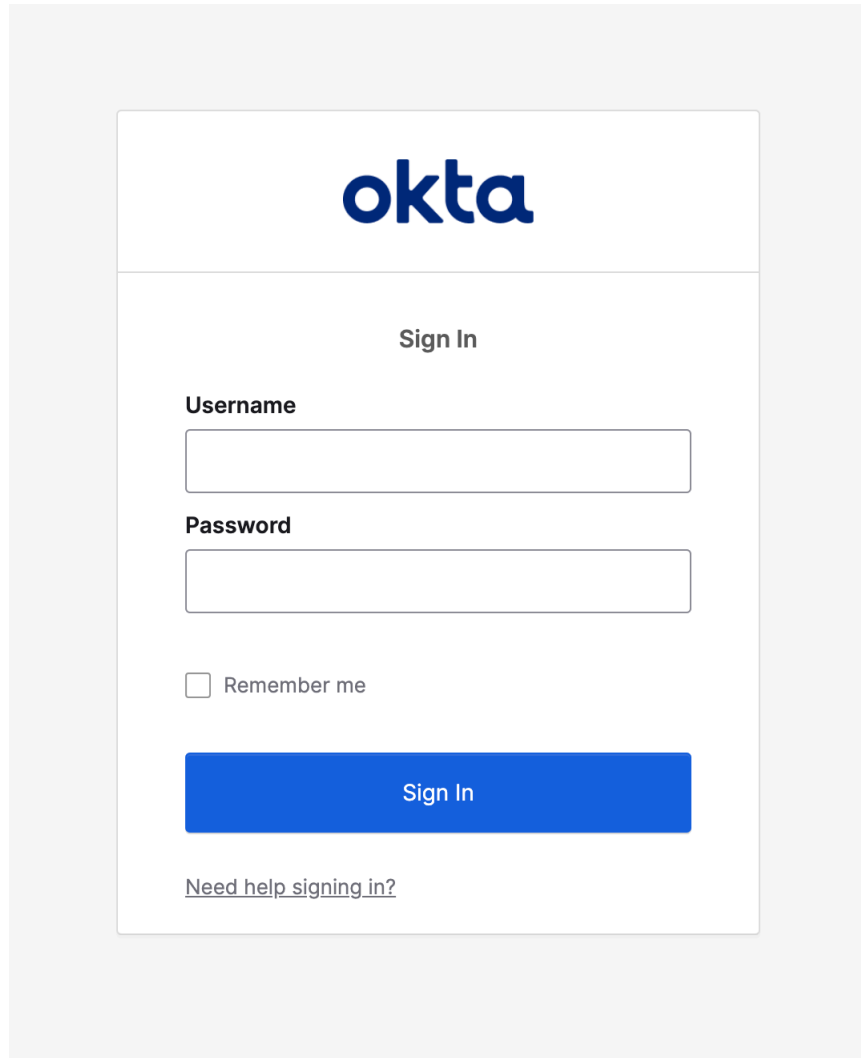 okta
Sign In
Username
Password
Remember me
Sign In
Need help signing in?